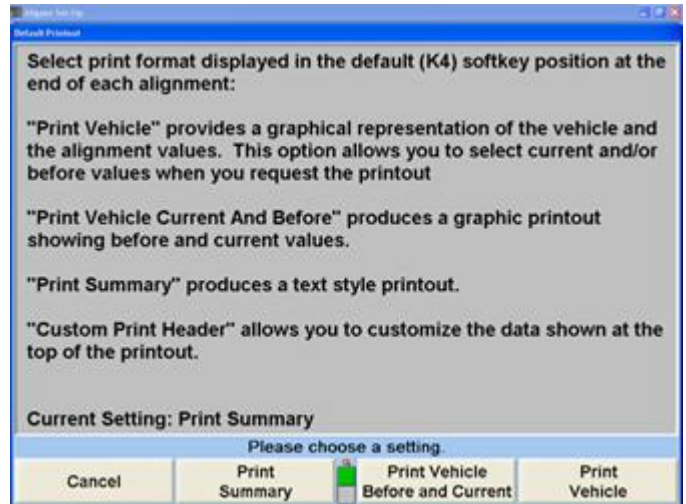 Aligner Set Up
Default Printout
Select print format displayed in the default (K4) softkey position at the
end of each alignment:
"Print Vehicle" provides a graphical representation of the vehicle and
the alignment values. This option allows you to select current and/or
before values when you request the printout
"Print Vehicle Current And Before" produces a graphic printout
showing before and current values.
"Print Summary" produces a text style printout.
"Custom Print Header" allows you to customize the data shown at the
top of the printout.
Current Setting: Print Summary
Please choose a setting.
Cancel
Print
Summary
Print Vehicle
Before and Current
Print
Vehicle